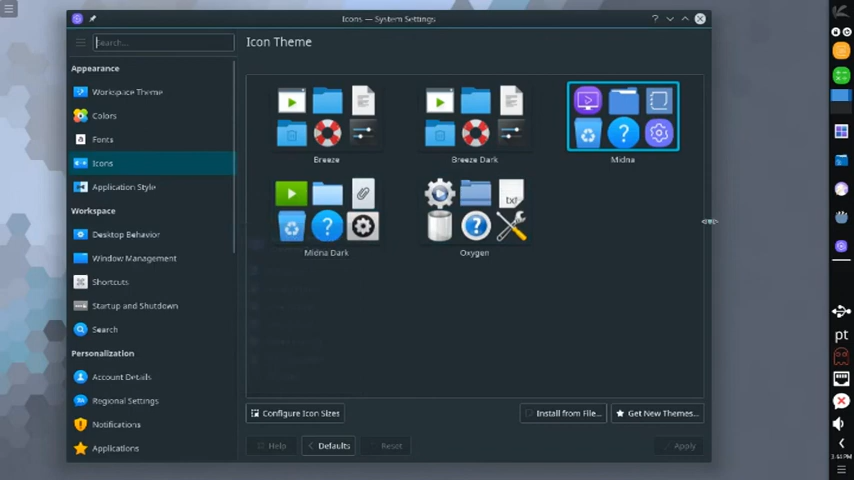 Icons — System Settings
Search...
Icon Theme
Appearance
Workspace Theme
Colors
Fonts
Icons
Application Style
Workspace
Desktop Behavior
Window Management
Shortcuts
Startup and Shutdown
Search
Personalization
Account Details
Regional Settings
Notifications
Applications
Breeze
Breeze Dark
Midna
Midna Dark
txt
Oxygen
Configure Icon Sizes
Install from File...
Get New Themes...
Help
Defaults
Reset
Apply
pt